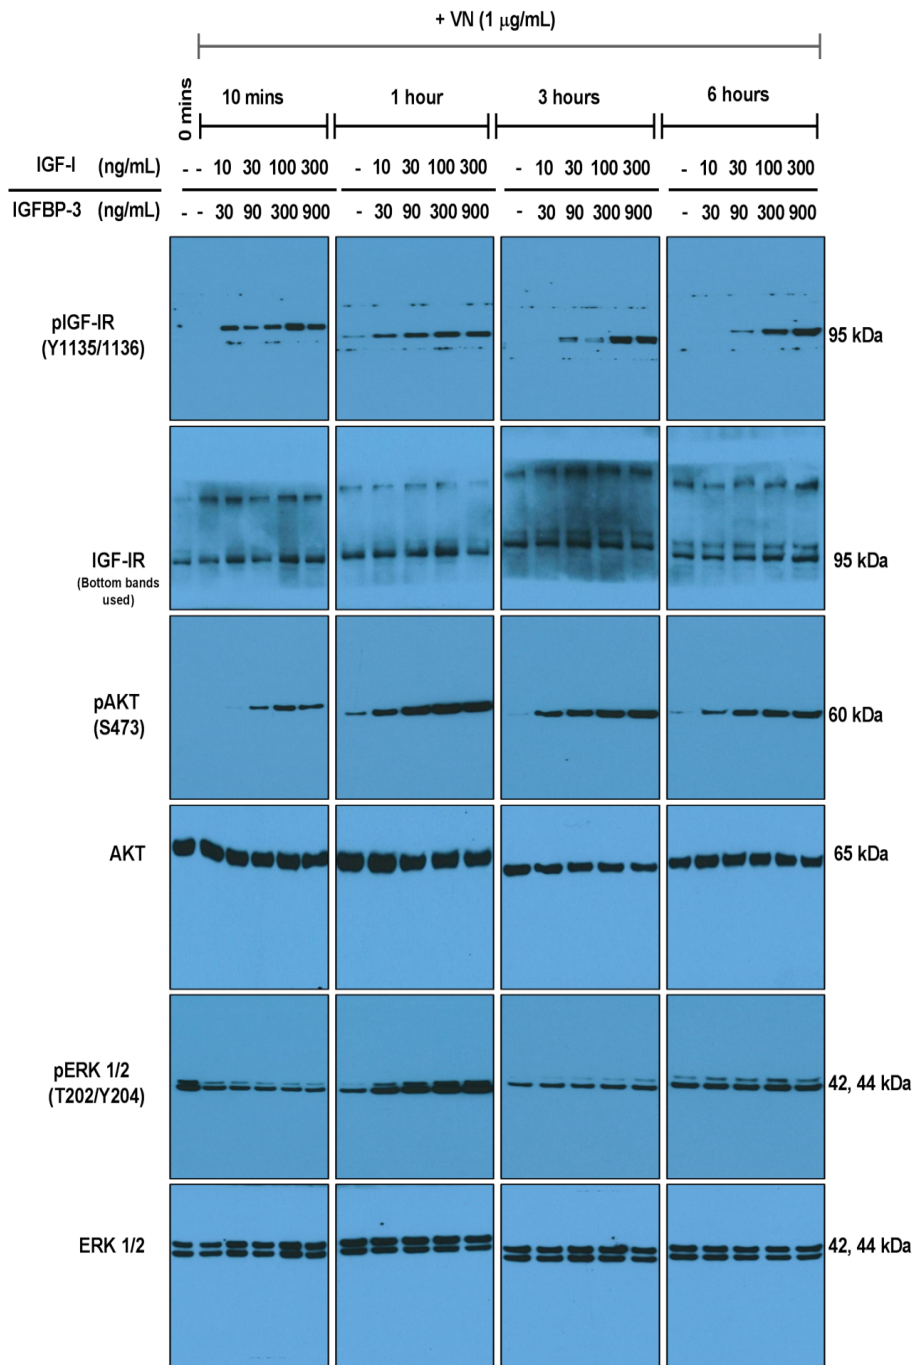 + VN (1 µg/mL)
0 mins
10 mins 1 hour 3 hours 6 hours
IGF-I (ng/mL) - - 10 30 100 300 - 10 30 100 300 - 10 30 100 300 - 10 30 100 300
IGFBP-3 (ng/mL) - - 30 90 300 900 - 30 90 300 900 - 30 90 300 900 - 30 90 300 900
pIGF-IR
(Y1135/1136)
95 kDa
IGF-IR
(Bottom bands
used)
95 kDa
pAKT
(S473)
60 kDa
AKT
65 kDa
pERK 1/2
(T202/Y204)
42, 44 kDa
ERK 1/2
42, 44 kDa